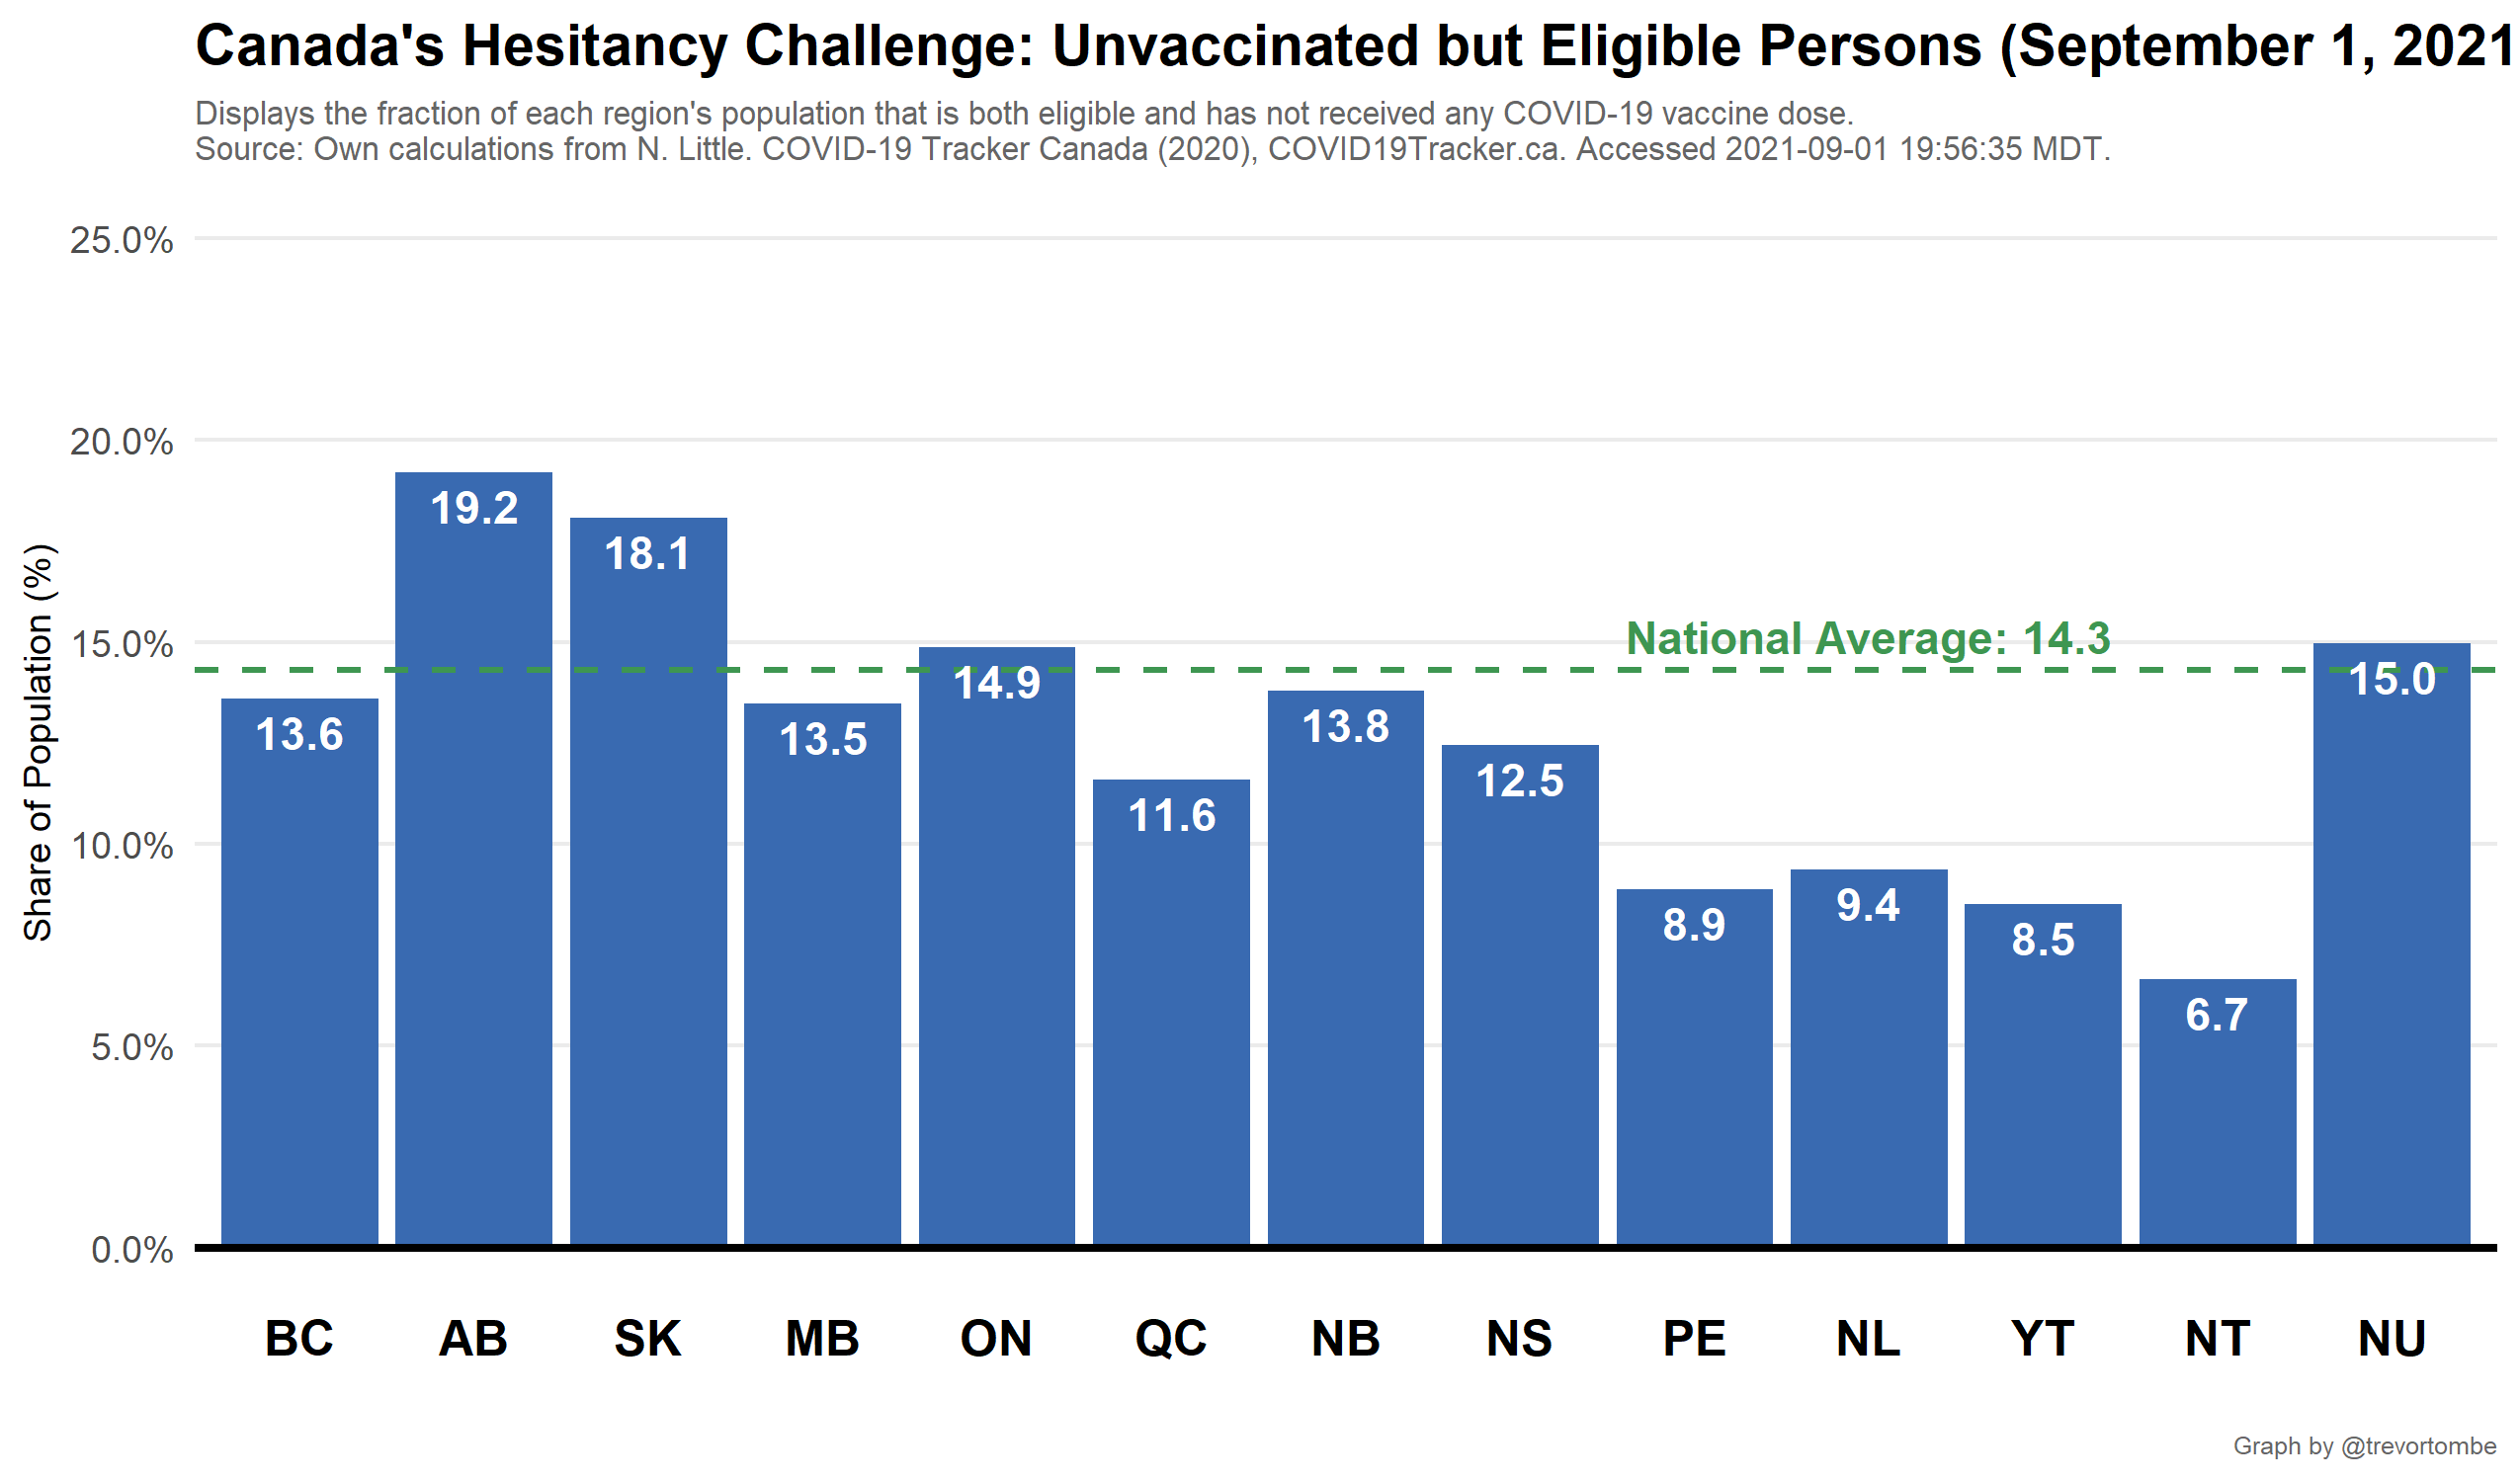 Canada's Hesitancy Challenge: Unvaccinated but Eligible Persons (September 1, 2021
Displays the fraction of each region's population that is both eligible and has not received any COVID-19 vaccine dose.
Source: Own calculations from N. Little. COVID-19 Tracker Canada (2020), COVID19Tracker.ca. Accessed 2021-09-01 19:56:35 MDT.
Share of Population (%)
25.0%
20.0%
15.0%
10.0%
5.0%
0.0%
National Average: 14.3
13.6
19.2
18.1
13.5
14.9
11.6
13.8
12.5
8.9
9.4
8.5
6.7
15.0
BC AB SK MB ON QC NB NS PE NL YT NT NU
Graph by @trevortombe